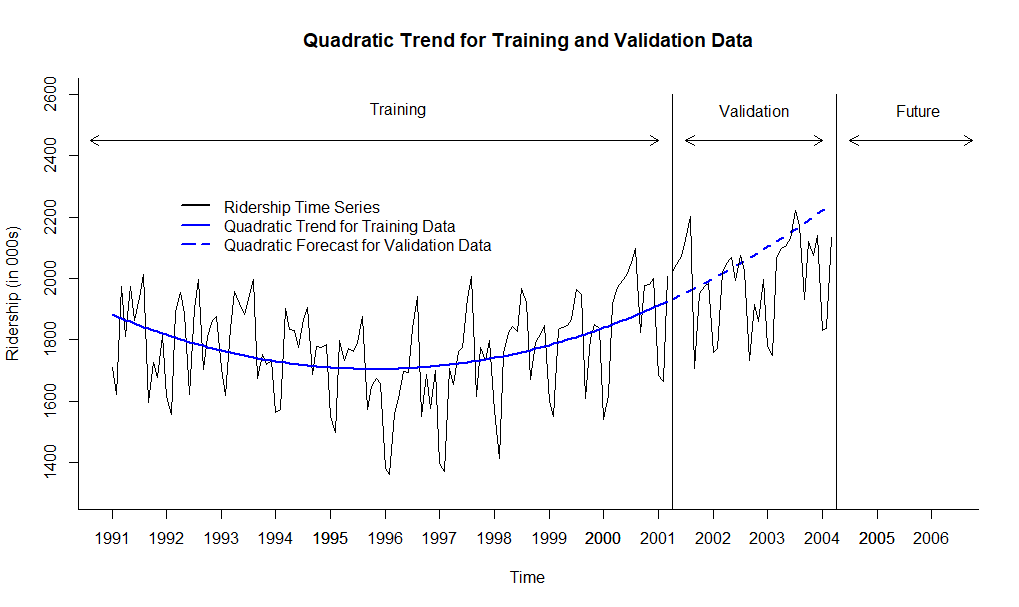 Quadratic Trend for Training and Validation Data
Training
Validation
Future
Ridership Time Series
Quadratic Trend for Training Data
Quadratic Forecast for Validation Data
Ridership (in 000s)
2600
2400
2200
2000
1800
1600
1400
1991 1992 1993 1994 1995 1996 1997 1998 1999 2000 2001 2002 2003 2004 2005 2006
Time